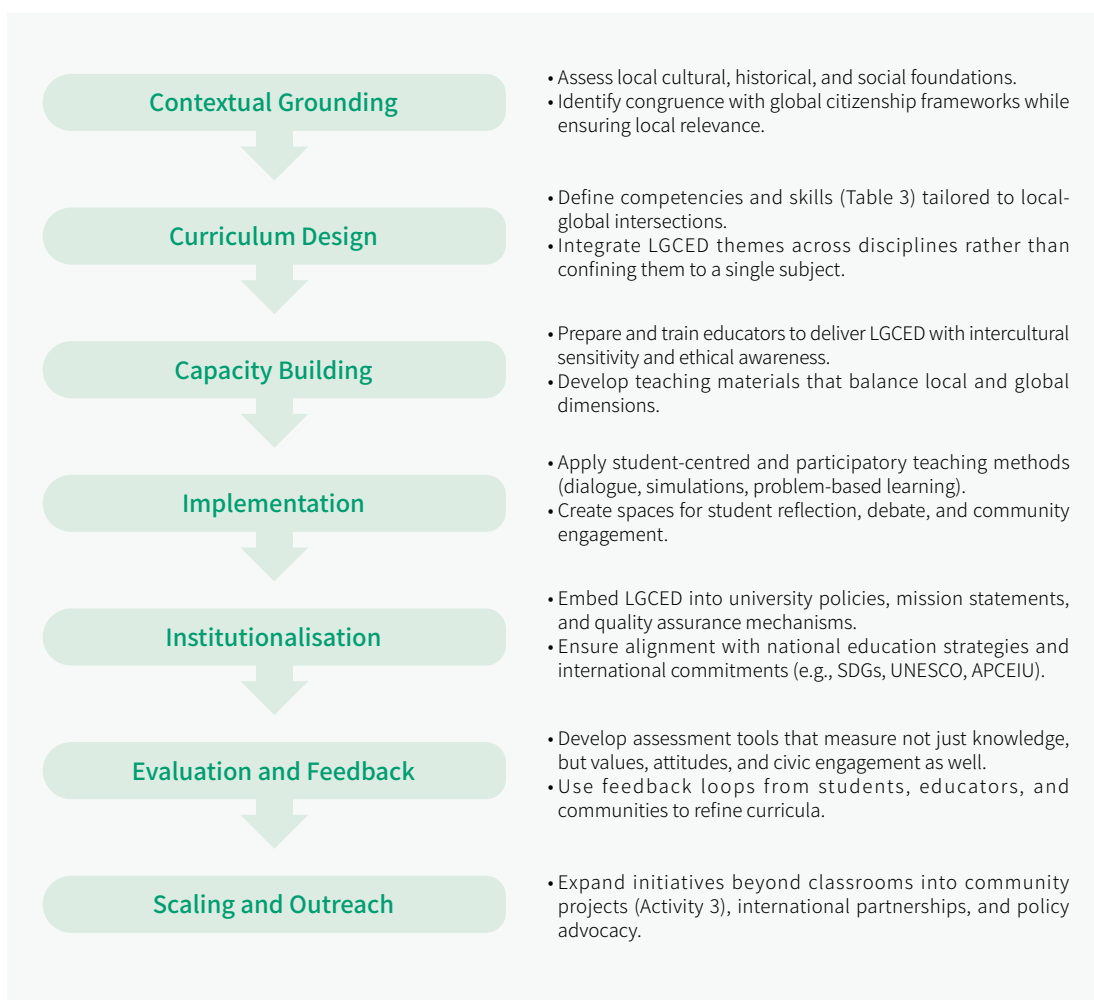 Contextual Grounding
• Assess local cultural, historical, and social foundations.
• Identify congruence with global citizenship frameworks while
ensuring local relevance.
Curriculum Design
• Define competencies and skills (Table 3) tailored to local-
global intersections.
• Integrate LGCED themes across disciplines rather than
confining them to a single subject.
Capacity Building
• Prepare and train educators to deliver LGCED with intercultural
sensitivity and ethical awareness.
• Develop teaching materials that balance local and global
dimensions.
Implementation
• Apply student-centred and participatory teaching methods
(dialogue, simulations, problem-based learning).
• Create spaces for student reflection, debate, and community
engagement.
Institutionalisation
• Embed LGCED into university policies, mission statements,
and quality assurance mechanisms.
• Ensure alignment with national education strategies and
international commitments (e.g., SDGs, UNESCO, APCEIU).
Evaluation and Feedback
• Develop assessment tools that measure not just knowledge,
but values, attitudes, and civic engagement as well.
• Use feedback loops from students, educators, and
communities to refine curricula.
Scaling and Outreach
• Expand initiatives beyond classrooms into community
projects (Activity 3), international partnerships, and policy
advocacy.